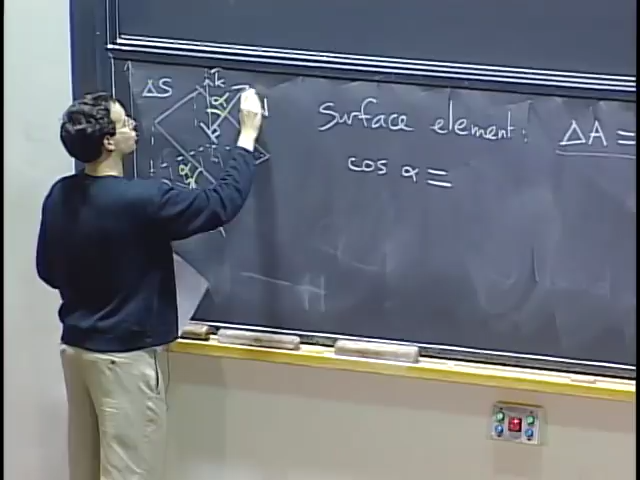 ΔS
k
α
Surface element: ΔA =
cos α =
α